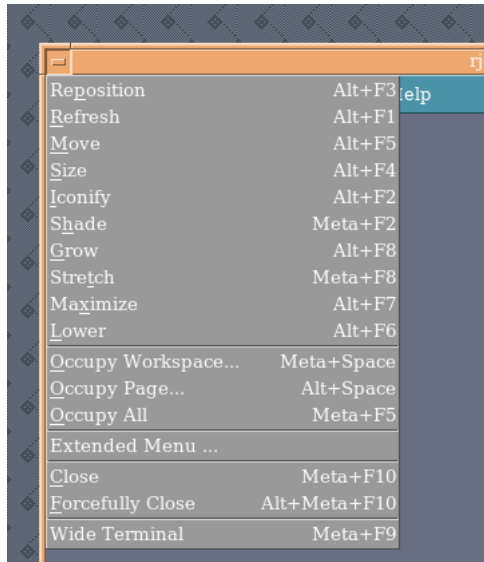 rj
Help
Reposition Alt+F3
Refresh Alt+F1
Move Alt+F5
Size Alt+F4
Iconify Alt+F2
Shade Meta+F2
Grow Alt+F8
Stretch Meta+F8
Maximize Alt+F7
Lower Alt+F6
Occupy Workspace... Meta+Space
Occupy Page... Alt+Space
Occupy All Meta+F5
Extended Menu ...
Close Meta+F10
Forcefully Close Alt+Meta+F10
Wide Terminal Meta+F9